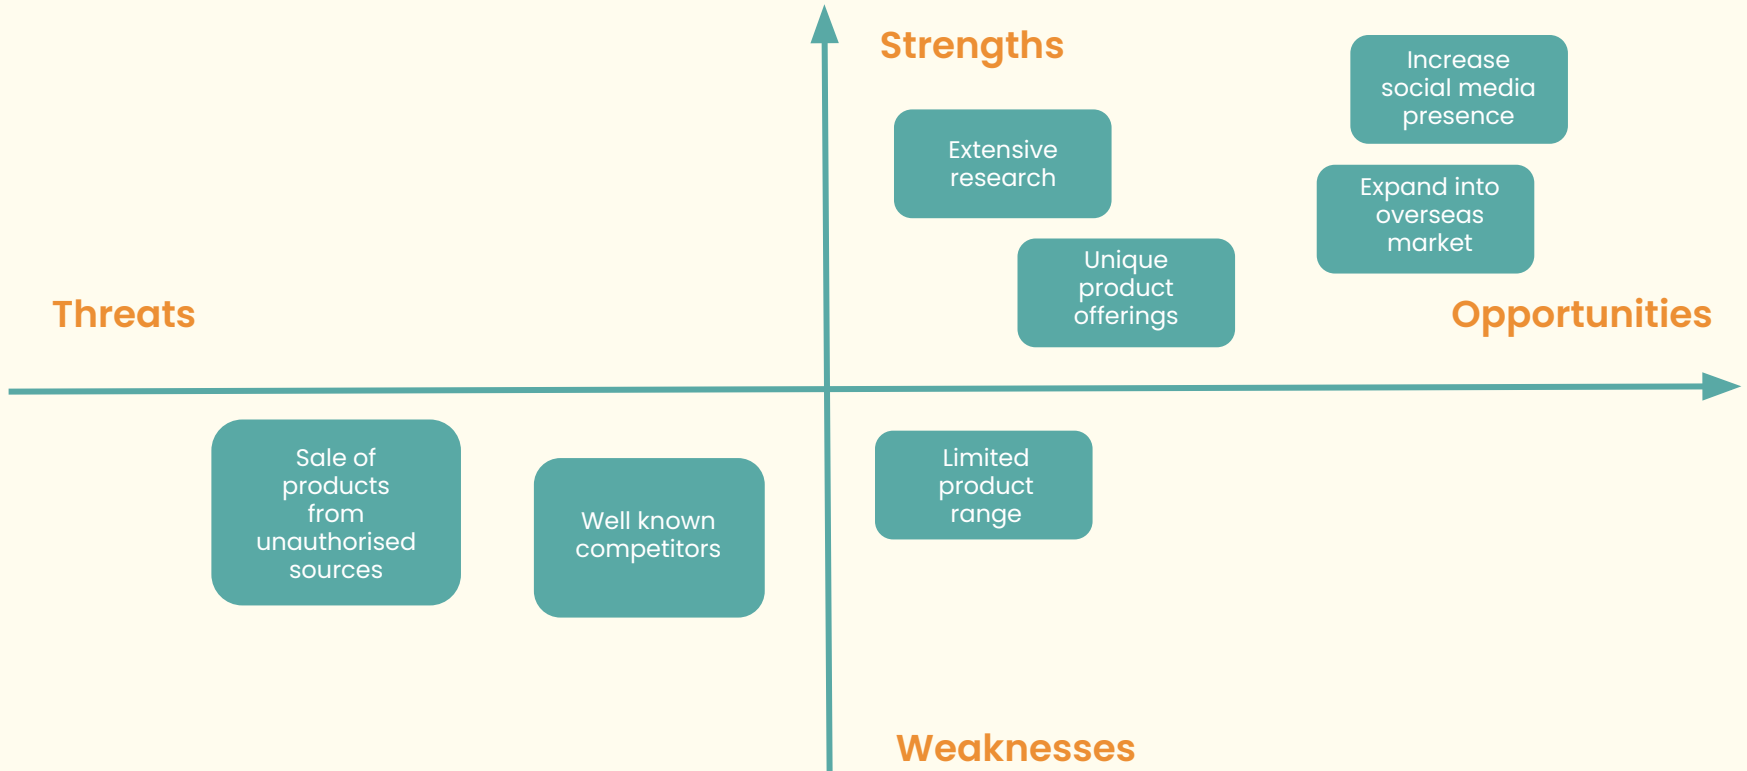 Strengths
Increase
social media
presence
Extensive
research
Expand into
overseas
market
Unique
product
offerings
Threats
Opportunities
Sale of
products
from
unauthorised
sources
Well known
competitors
Limited
product
range
Weaknesses